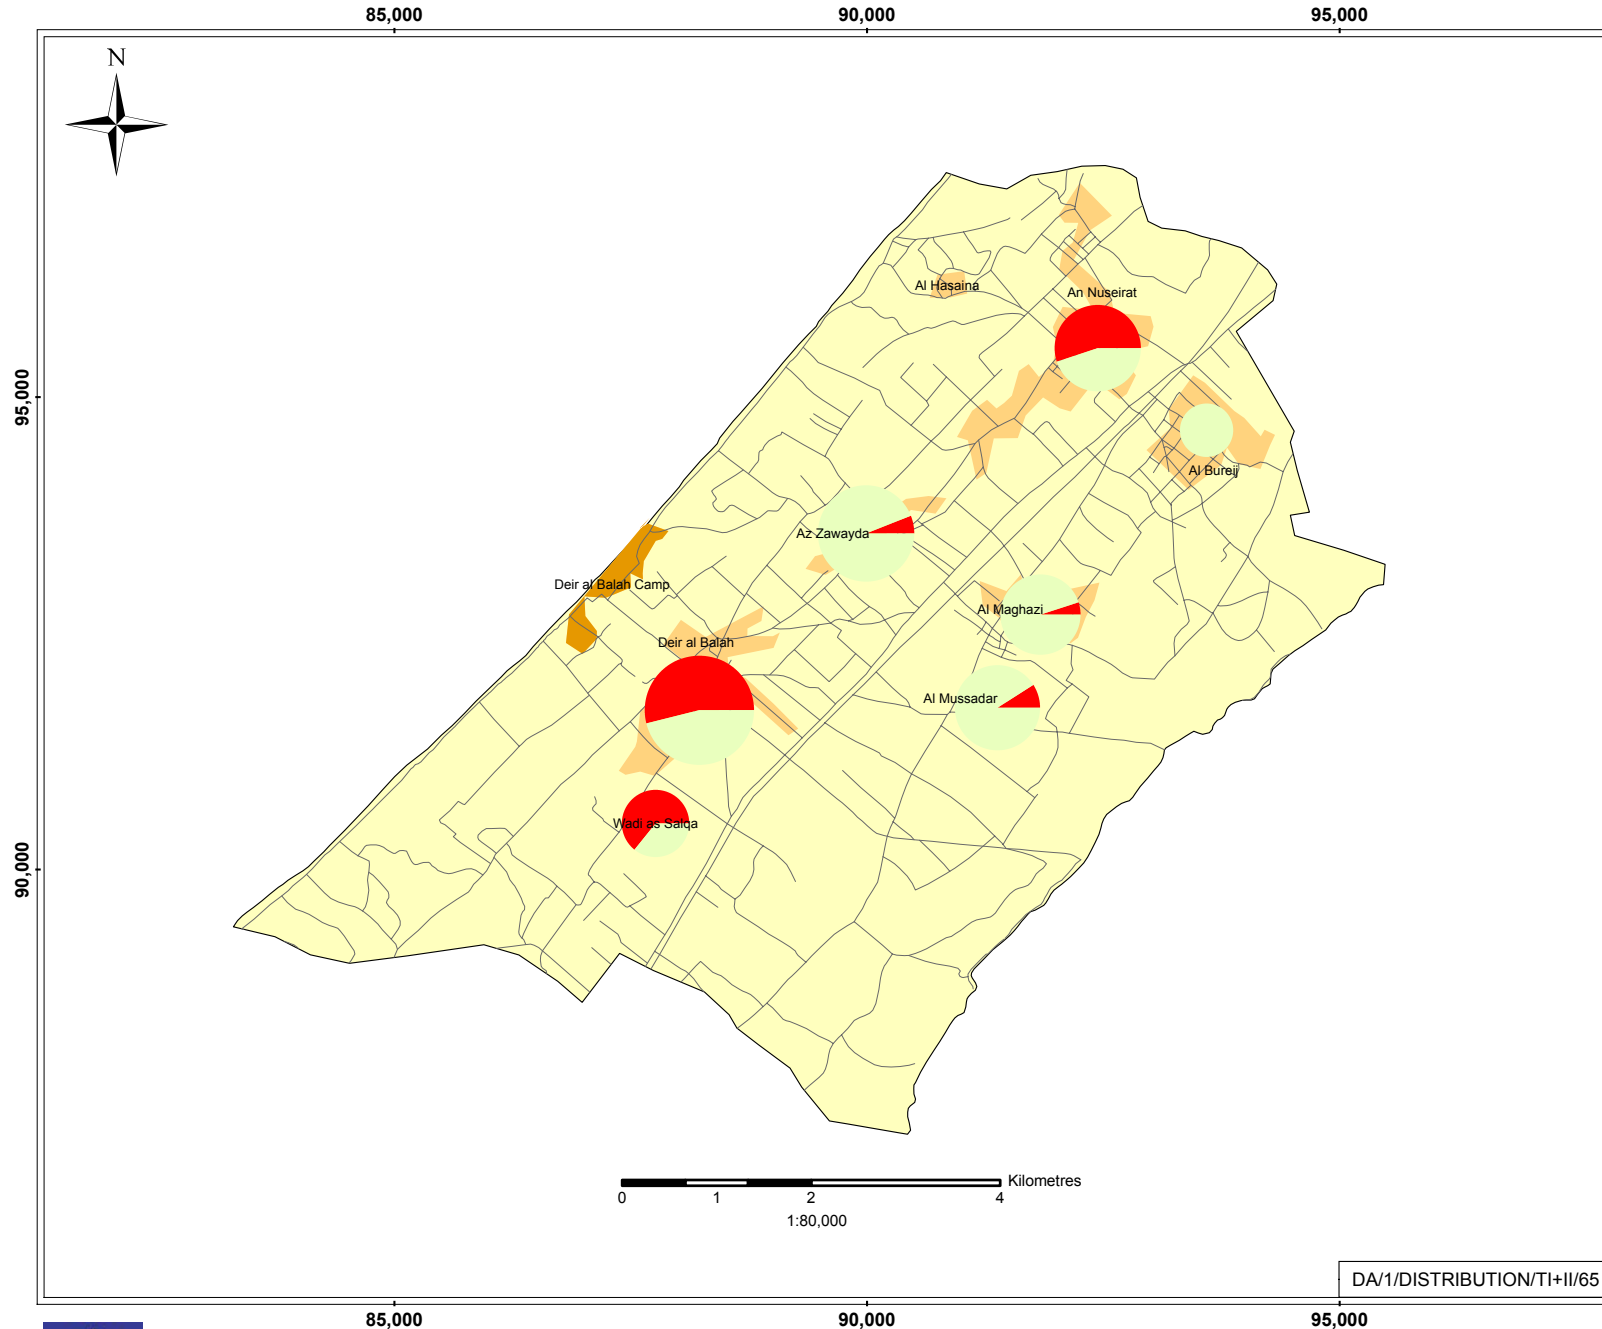 85,000
90,000
95,000
N
Al Hasaina
An Nuseirat
95,000
Al Bureij
Az Zawayda
Deir al Balah Camp
Al Maghazi
Deir al Balah
Al Mussadar
Wadi as Salqa
90,000
Kilometres
0 1 2 4
1:80,000
DA/1/DISTRIBUTION/TI+II/65
85,000
90,000
95,000